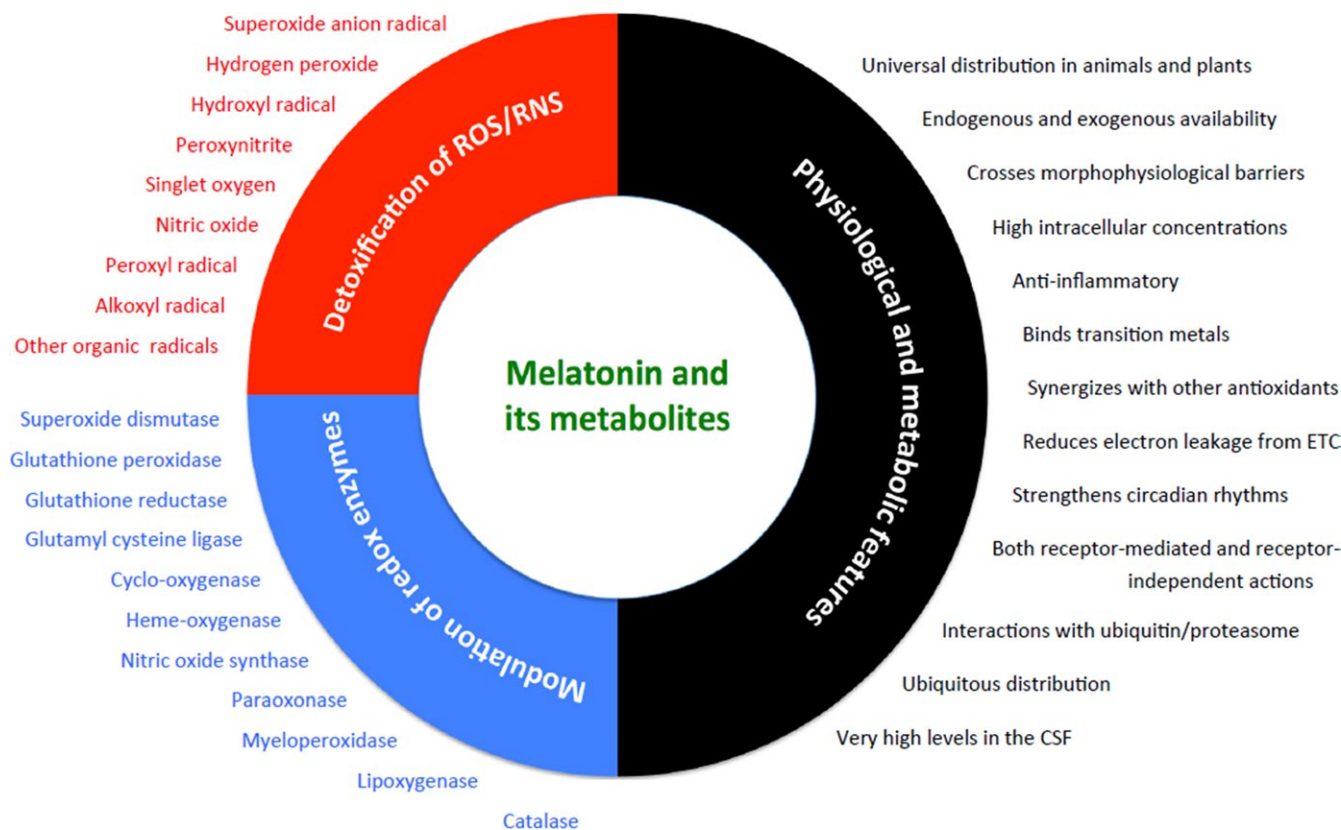 Superoxide anion radical
Hydrogen peroxide
Hydroxyl radical
Peroxynitrite
Singlet oxygen
Nitric oxide
Peroxyl radical
Alkoxyl radical
Other organic radicals
Detoxification of ROS/RNS
Superoxide dismutase
Glutathione peroxidase
Glutathione reductase
Glutamyl cysteine ligase
Cyclo-oxygenase
Heme-oxygenase
Nitric oxide synthase
Paraoxonase
Myeloperoxidase
Lipoxygenase
Catalase
Modulation of redox enzymes
Melatonin and
its metabolites
Physiological and metabolic features
Universal distribution in animals and plants
Endogenous and exogenous availability
Crosses morphophysiological barriers
High intracellular concentrations
Anti-inflammatory
Binds transition metals
Synergizes with other antioxidants
Reduces electron leakage from ETC
Strengthens circadian rhythms
Both receptor-mediated and receptor-
independent actions
Interactions with ubiquitin/proteasome
Ubiquitous distribution
Very high levels in the CSF